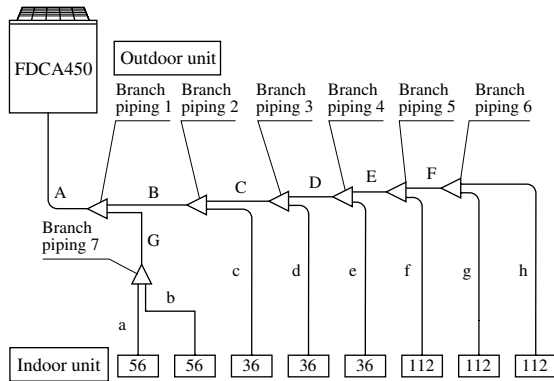 FDCA450
Outdoor unit
Branch
piping 1
Branch
piping 2
Branch
piping 3
Branch
piping 4
Branch
piping 5
Branch
piping 6
A
B
C
D
E
F
G
Branch
piping 7
a
b
c
d
e
f
g
h
Indoor unit
56
56
36
36
36
112
112
112